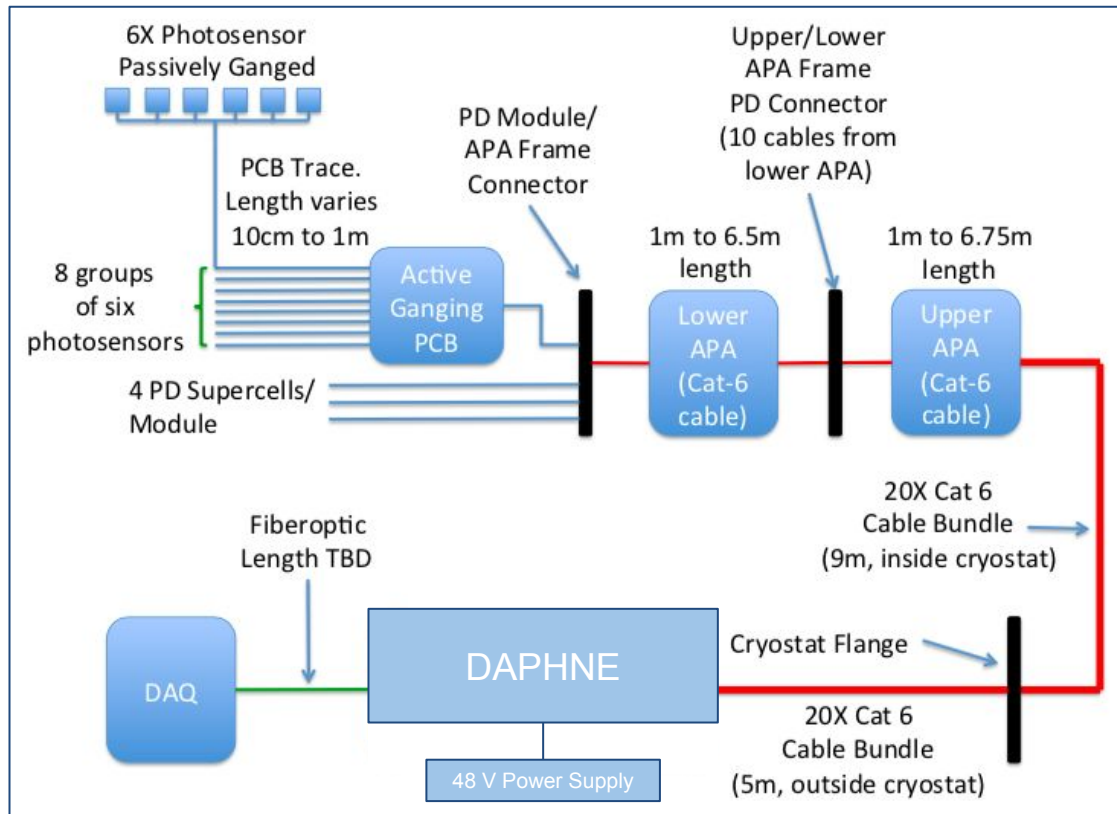 6X Photosensor
Passively Ganged
Upper/Lower
APA Frame
PD Connector
(10 cables from
lower APA)
PD Module/
APA Frame
Connector
PCB Trace.
Length varies
10cm to 1m
1m to 6.5m
length
1m to 6.75m
length
8 groups
of six
photosensors
Active
Ganging
PCB
Lower
APA
(Cat-6
cable)
Upper
APA
(Cat-6
cable)
4 PD Supercells/
Module
20X Cat 6
Cable Bundle
(9m, inside cryostat)
Fiberoptic
Length TBD
Cryostat Flange
DAQ
DAPHNE
20X Cat 6
Cable Bundle
(5m, outside cryostat)
48 V Power Supply